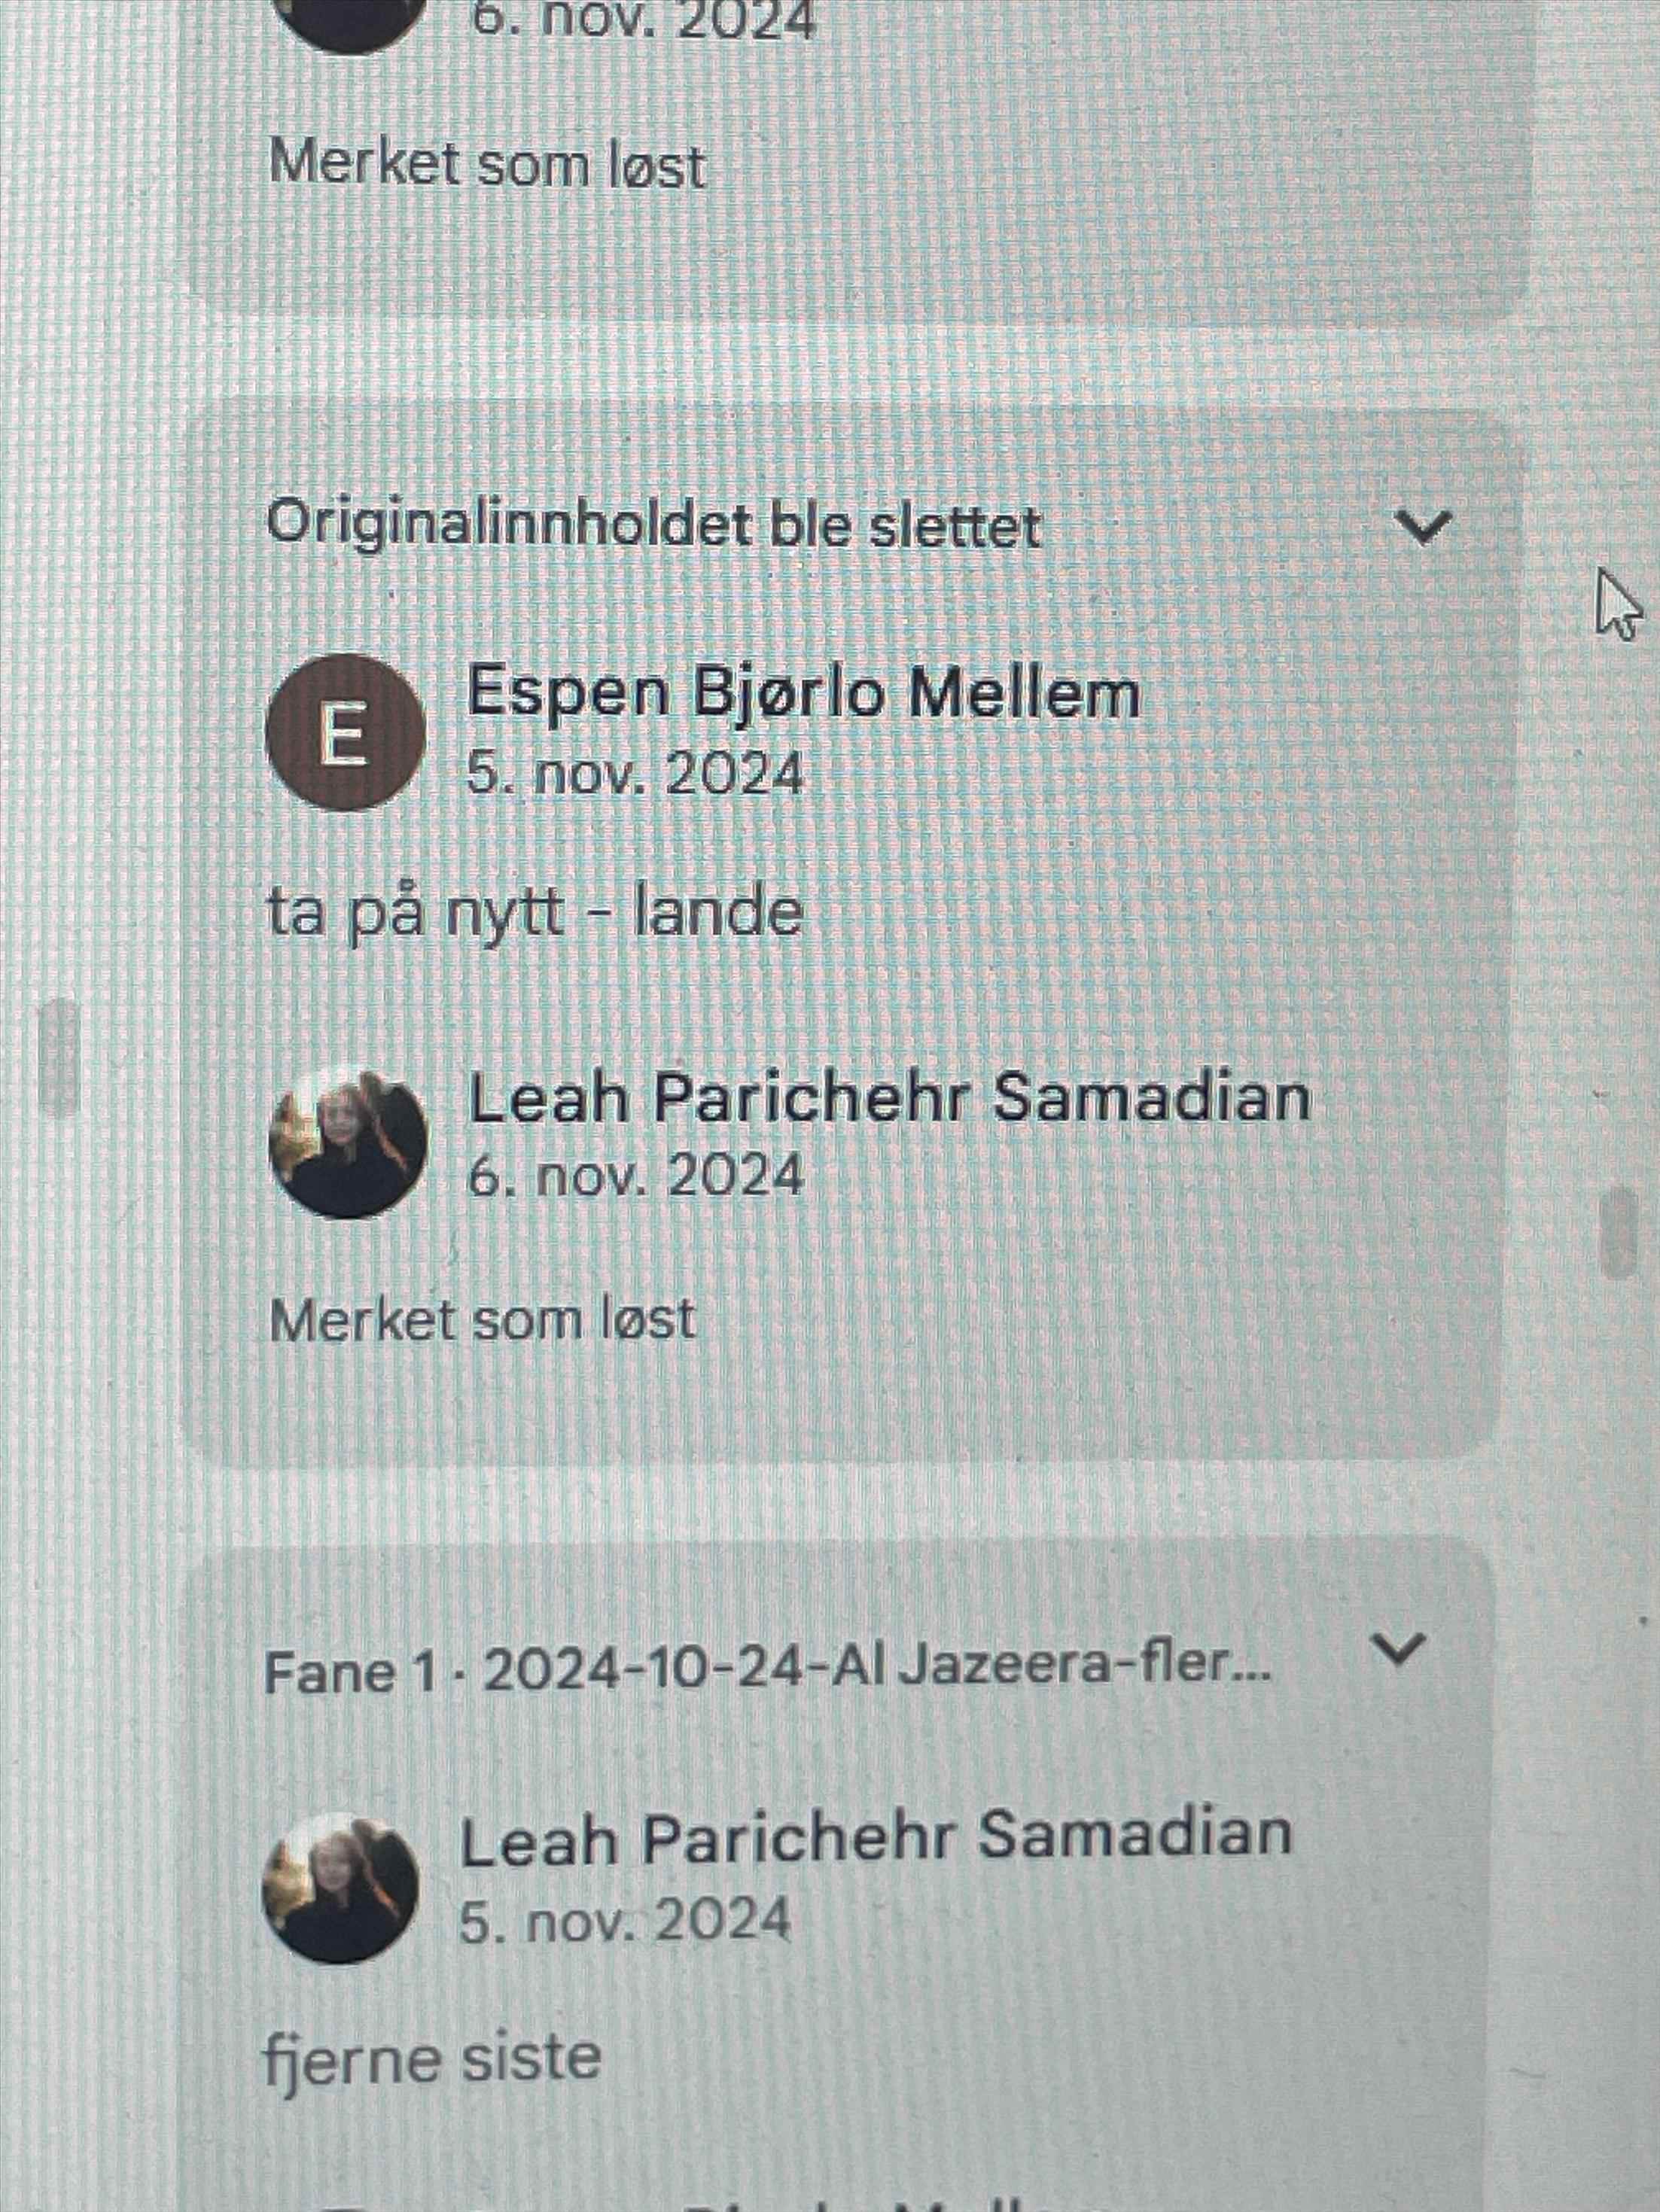 6. nov. 2024
Merket som løst
Originalinnholdet ble slettet
E
Espen Bjørlo Mellem
5. nov. 2024
ta på nytt - lande
Leah Parichehr Samadian
6. nov. 2024
Merket som løst
Fane 1 · 2024-10-24-Al Jazeera-fler...
Leah Parichehr Samadian
5. nov. 2024
fjerne siste